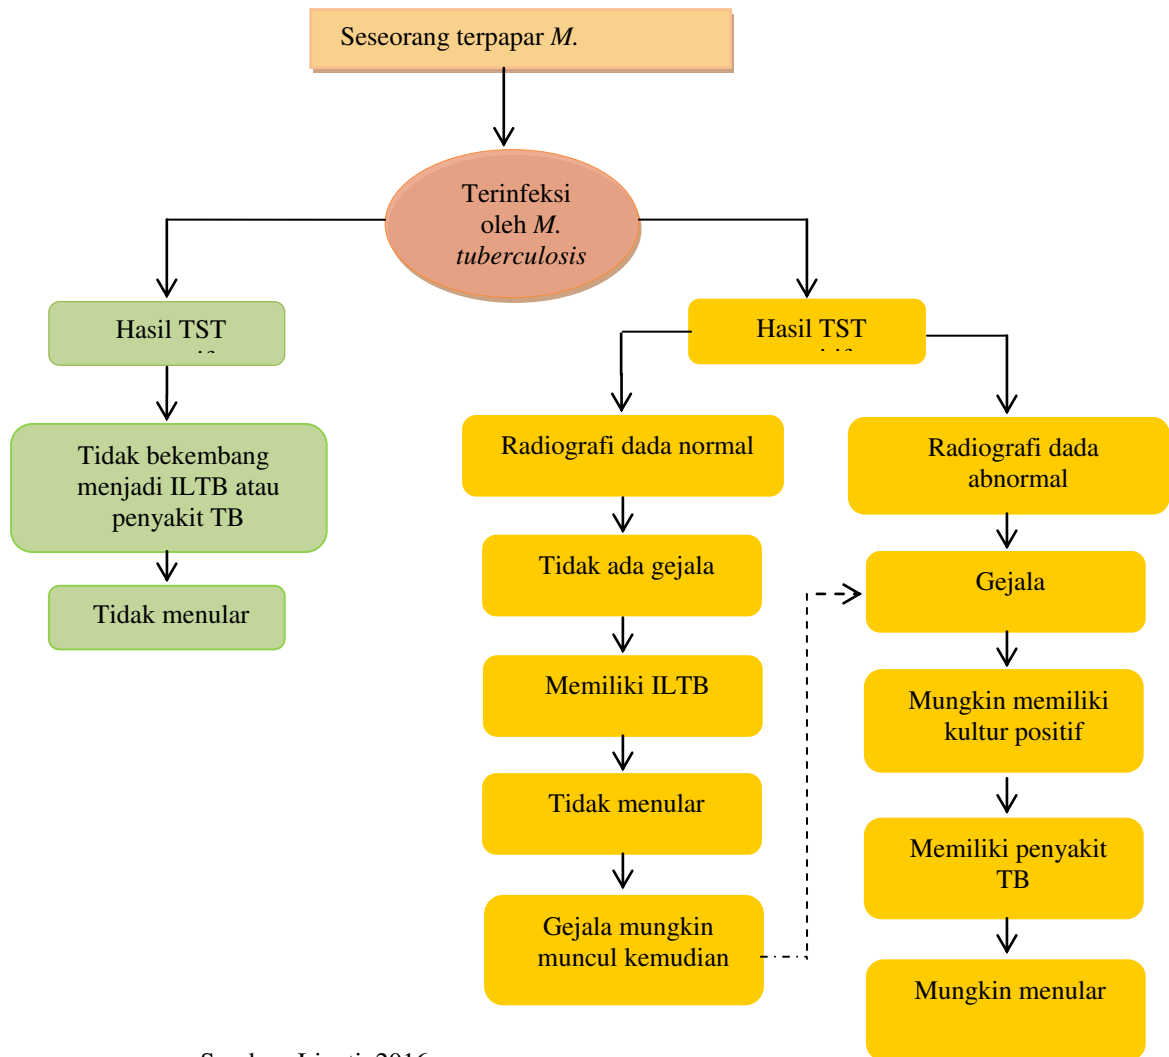 Seseorang terpapar M.
Terinfeksi
oleh M.
tuberculosis
Hasil TST
Tidak bekembang
menjadi ILTB atau
penyakit TB
Tidak menular
Hasil TST
Radiografi dada normal
Tidak ada gejala
Memiliki ILTB
Tidak menular
Gejala mungkin
muncul kemudian
Radiografi dada
abnormal
Gejala
Mungkin memiliki
kultur positif
Memiliki penyakit
TB
Mungkin menular